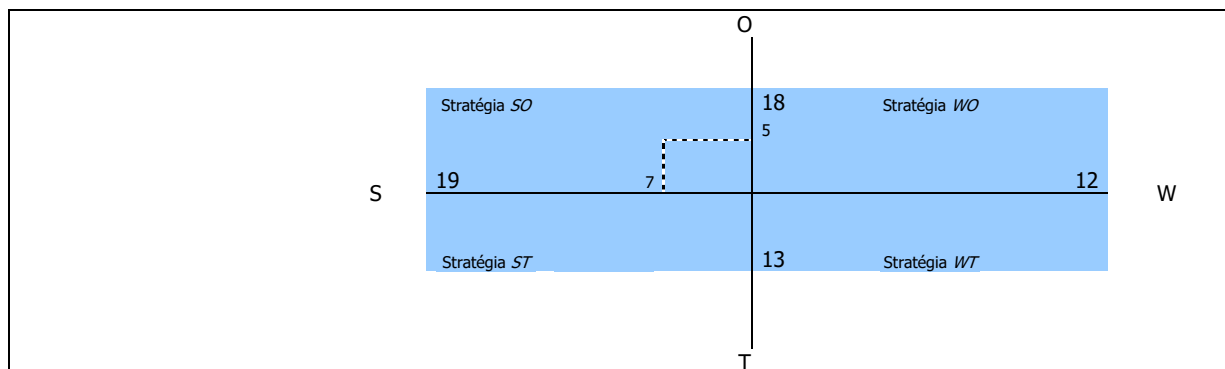 O
Stratégia SO
18
Stratégia WO
5
S
19
7
12
W
Stratégia ST
13
Stratégia WT
T